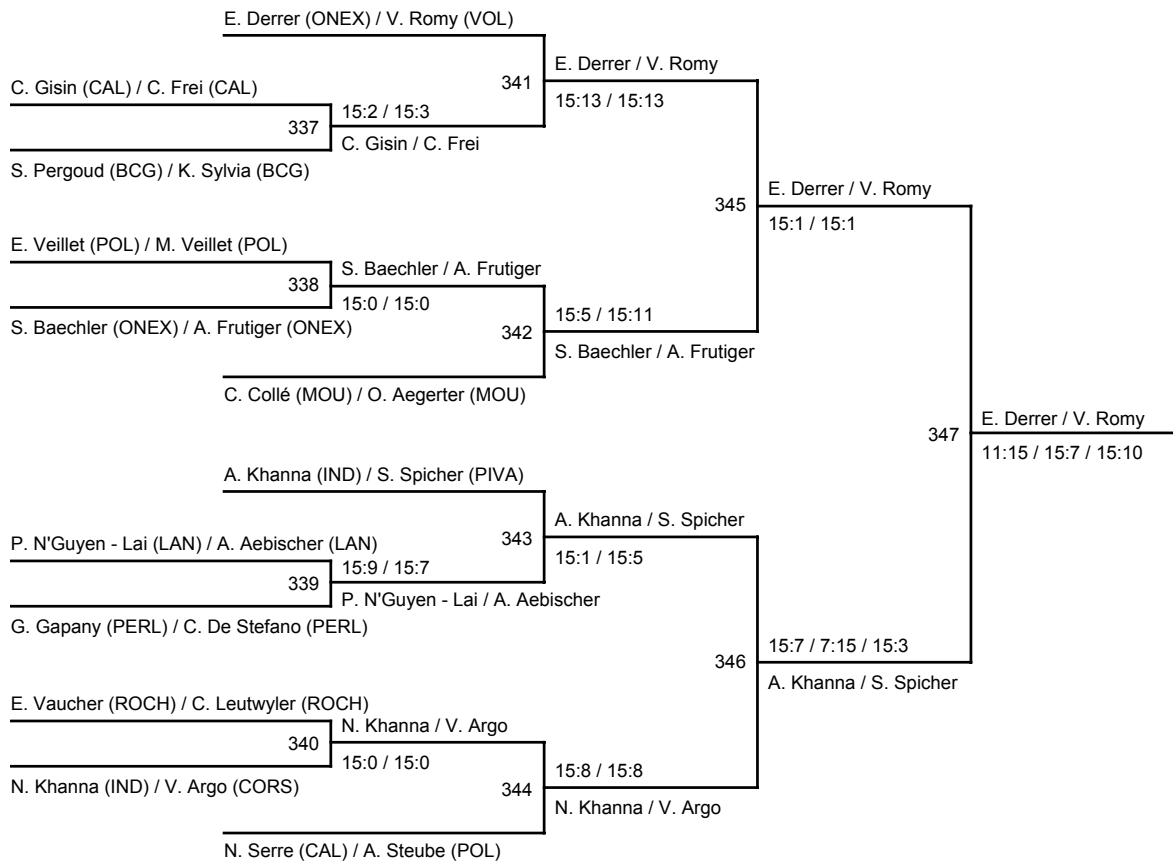 E. Derrer (ONEX) / V. Romy (VOL)
341
E. Derrer / V. Romy
15:13 / 15:13
C. Gisin (CAL) / C. Frei (CAL)
337
15:2 / 15:3
C. Gisin / C. Frei
S. Pergoud (BCG) / K. Sylvia (BCG)
345
E. Derrer / V. Romy
15:1 / 15:1
E. Veillet (POL) / M. Veillet (POL)
338
S. Baechler / A. Frutiger
15:0 / 15:0
S. Baechler (ONEX) / A. Frutiger (ONEX)
342
15:5 / 15:11
S. Baechler / A. Frutiger
C. Collé (MOU) / O. Aegerter (MOU)
347
E. Derrer / V. Romy
11:15 / 15:7 / 15:10
A. Khanna (IND) / S. Spicher (PIVA)
343
A. Khanna / S. Spicher
15:1 / 15:5
P. N'Guyen - Lai (LAN) / A. Aebischer (LAN)
339
15:9 / 15:7
P. N'Guyen - Lai / A. Aebischer
G. Gapany (PERL) / C. De Stefano (PERL)
346
15:7 / 7:15 / 15:3
A. Khanna / S. Spicher
E. Vaucher (ROCH) / C. Leutwyler (ROCH)
340
N. Khanna / V. Argo
15:0 / 15:0
N. Khanna (IND) / V. Argo (CORS)
344
15:8 / 15:8
N. Khanna / V. Argo
N. Serre (CAL) / A. Steube (POL)